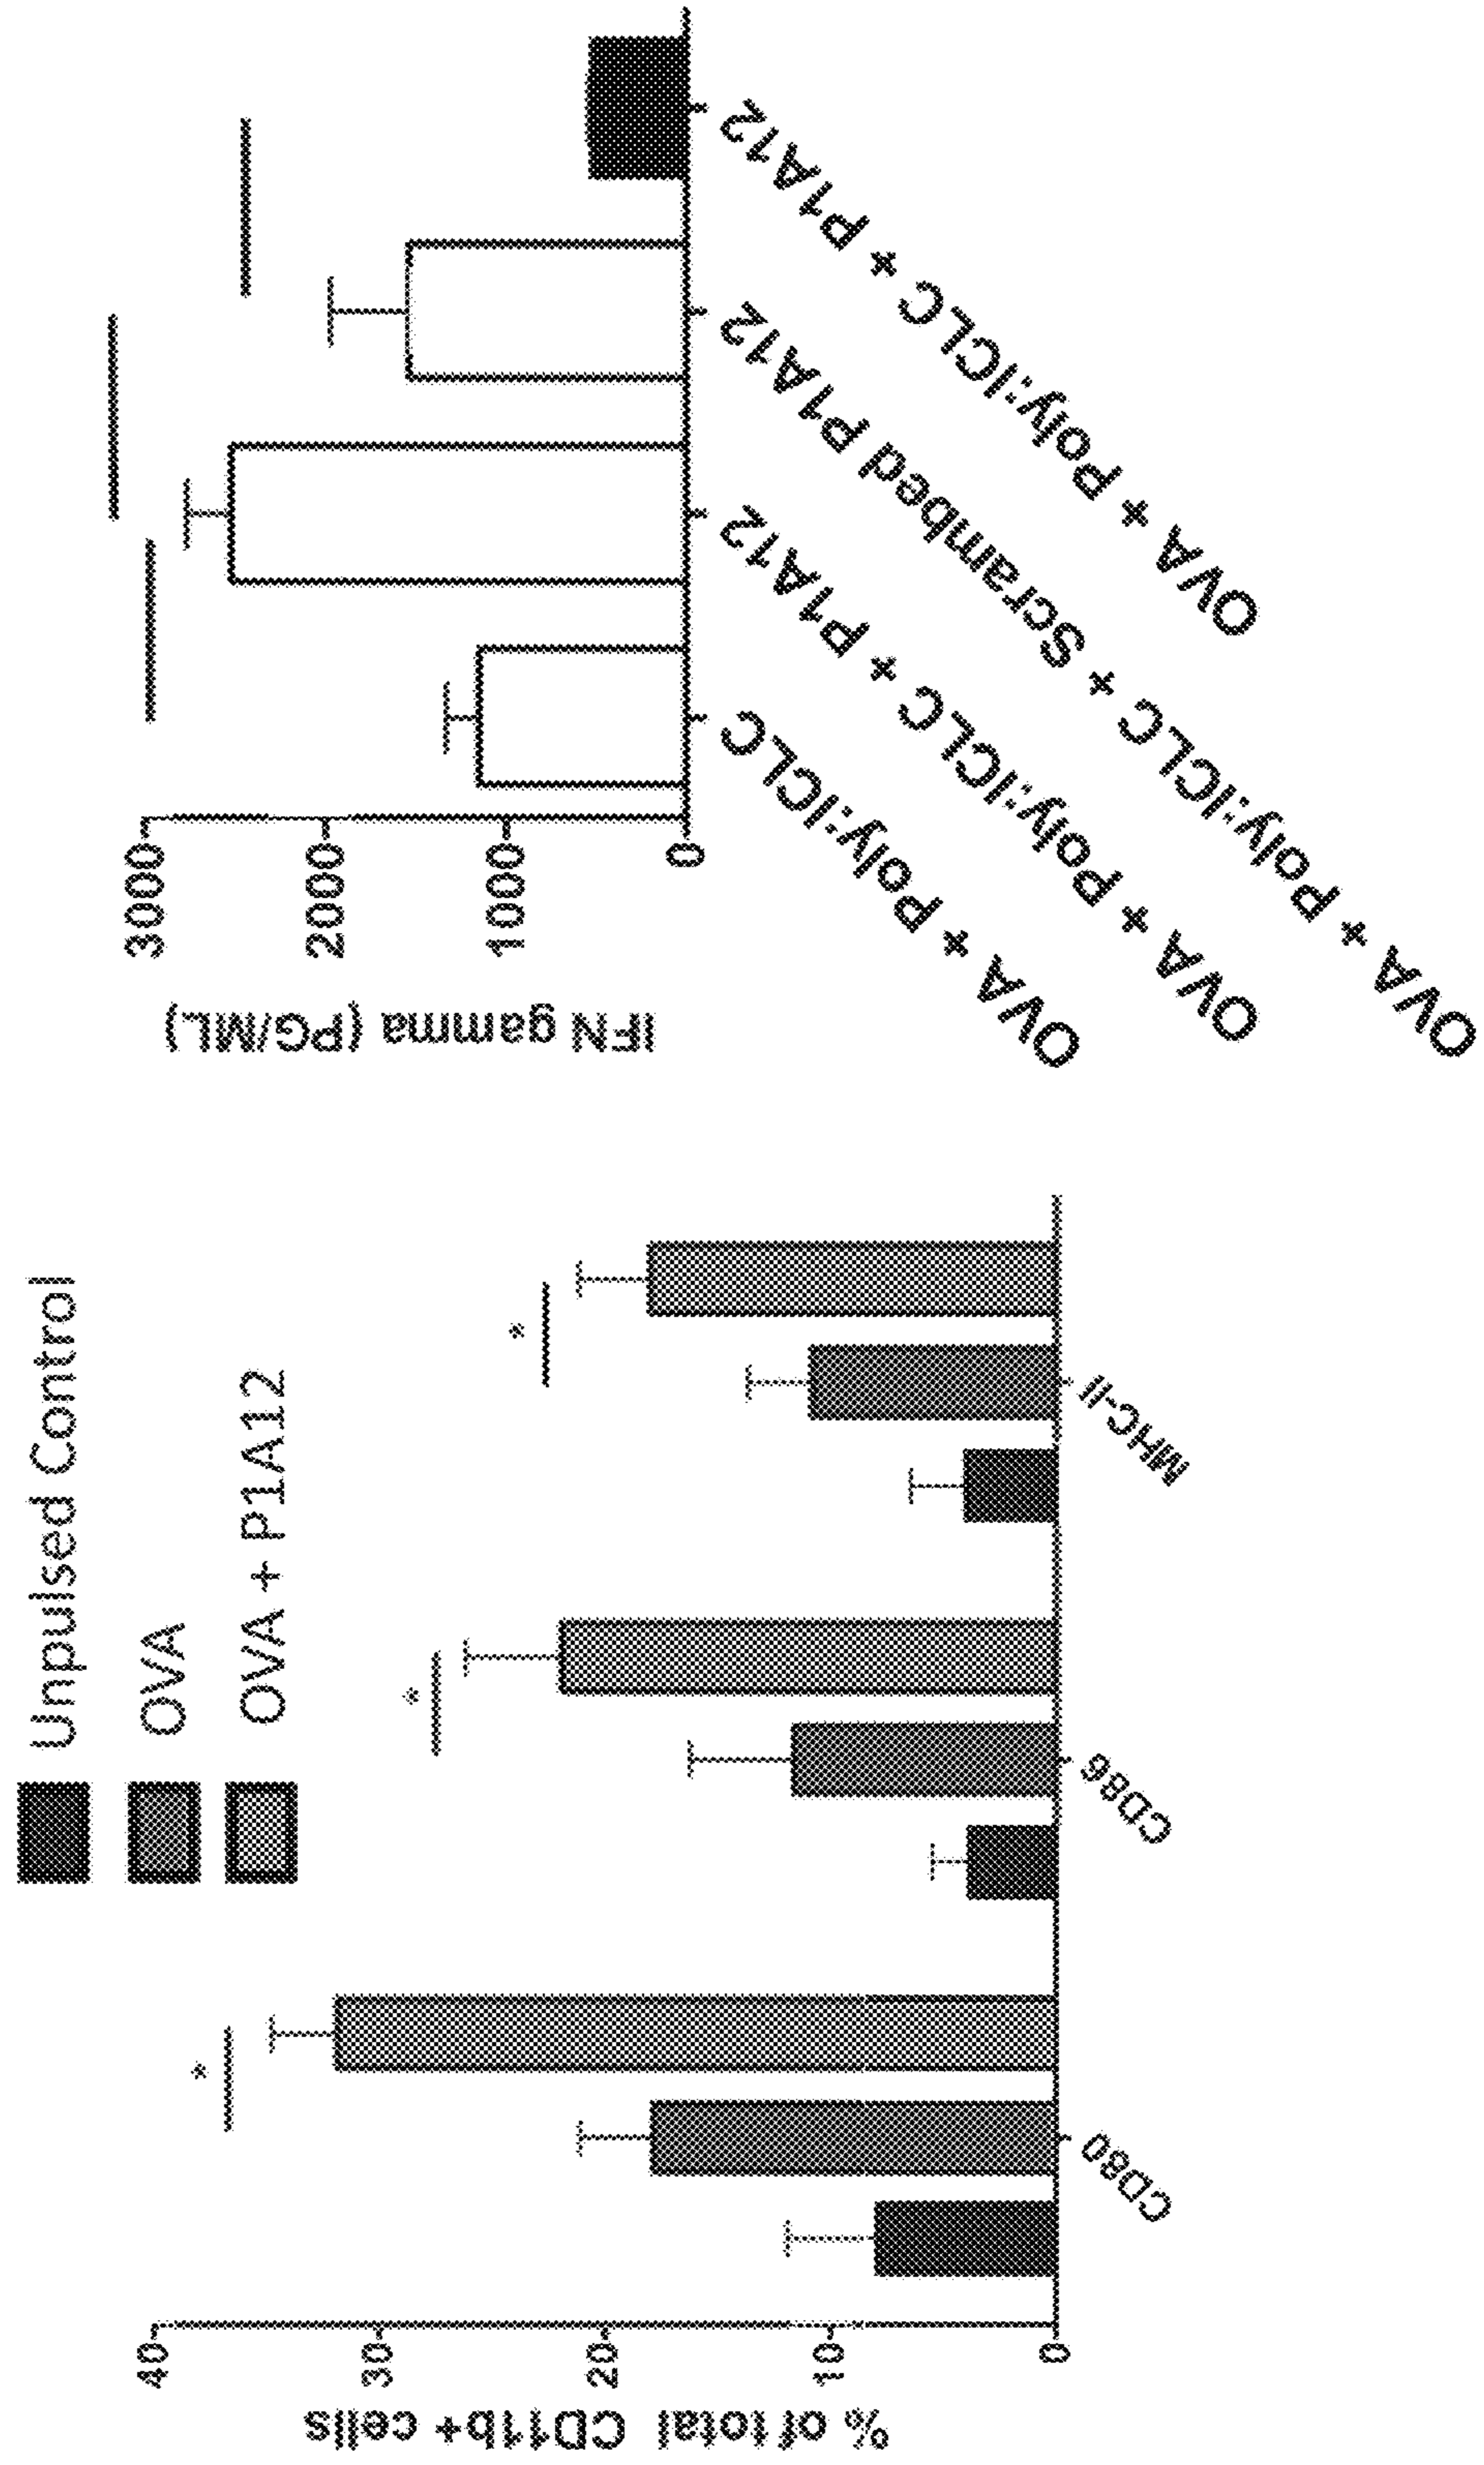 Unpulsed Control
OVA
OVA + P1A12
% of total CD11b+ cells
40
30
20
10
0
CD80
CD86
MHC-II
*
*
*
IFN gamma (PG/ML)
3000
2000
1000
0
OVA + Poly:ICLC
OVA + Poly:ICLC + P1A12
OVA + Poly:ICLC + Scrambed P1A12
OVA + Poly:ICLC + P1A12